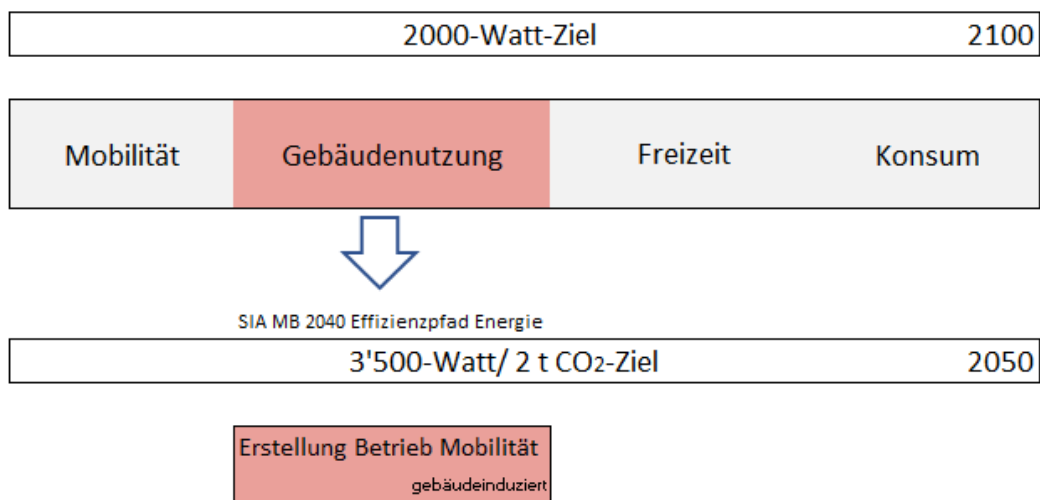 2000-Watt-Ziel 2100
Mobilität Gebäudenutzung Freizeit Konsum
SIA MB 2040 Effizienzpfad Energie
3'500-Watt/ 2 t CO₂-Ziel 2050
Erstellung Betrieb Mobilität
gebäudeinduziert